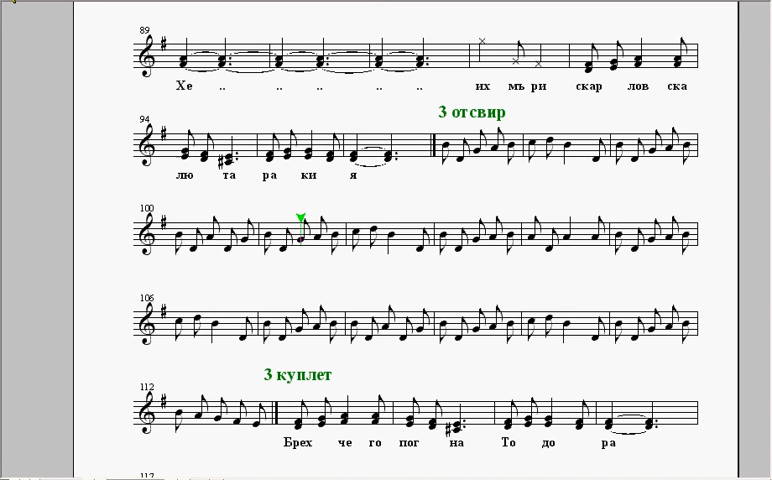 89
Хе .. .. .. .. .. их мъ ри скар лов ска
3 отсвир
94
лю та ра ки я
100
106
3 куплет
112
Брех че го пог на То до ра
117